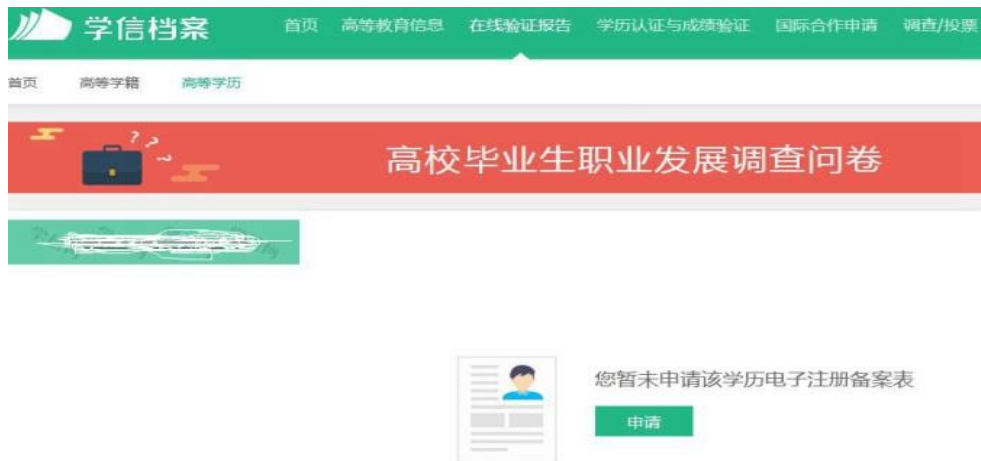 学信档案 首页 高等教育信息 在线验证报告 学历认证与成绩验证 国际合作申请 调查/投票
首页 高等学籍 高等学历
???
高校毕业生职业发展调查问卷
您暂未申请该学历电子注册备案表
申请